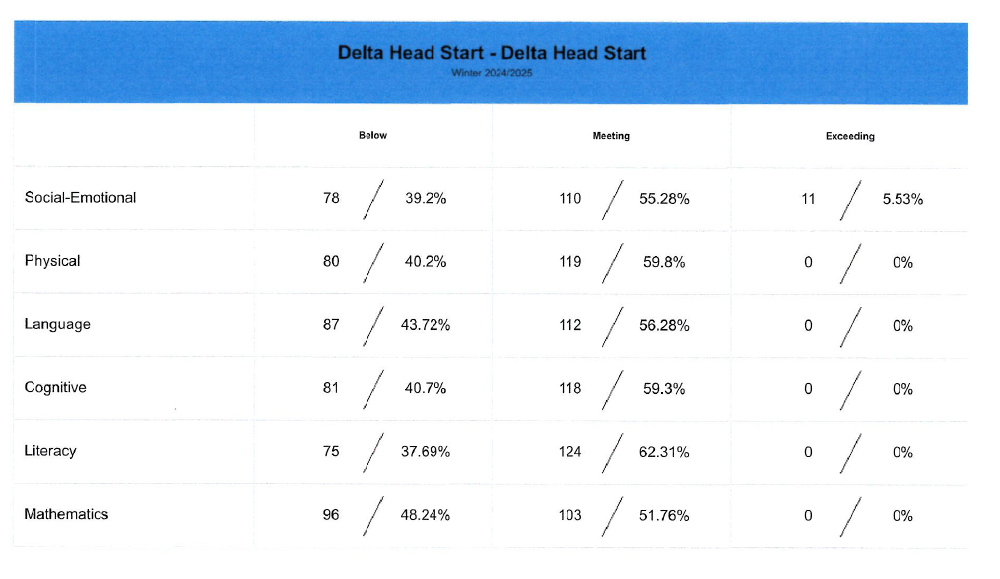 Delta Head Start - Delta Head Start
Winter 2024/2025
Below Meeting Exceeding
Social-Emotional 78 / 39.2% 110 / 55.28% 11 / 5.53%
Physical 80 / 40.2% 119 / 59.8% 0 / 0%
Language 87 / 43.72% 112 / 56.28% 0 / 0%
Cognitive 81 / 40.7% 118 / 59.3% 0 / 0%
Literacy 75 / 37.69% 124 / 62.31% 0 / 0%
Mathematics 96 / 48.24% 103 / 51.76% 0 / 0%